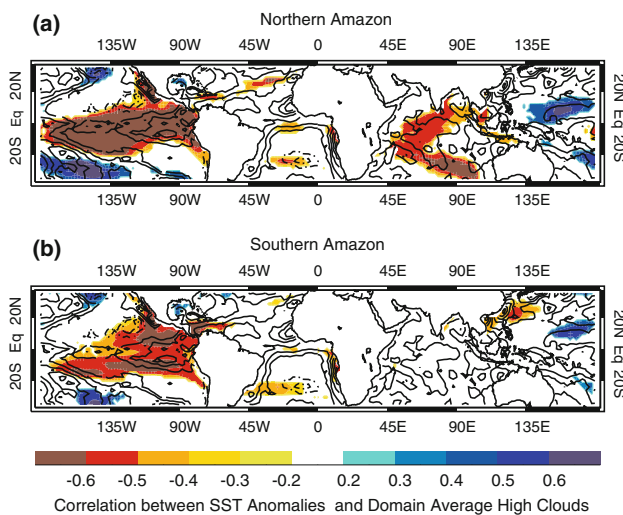 (a)
Northern Amazon
135W 90W 45W 0 45E 90E 135E
20S Eq 20N
20N Eq 20S
135W 90W 45W 0 45E 90E 135E
(b)
Southern Amazon
135W 90W 45W 0 45E 90E 135E
20S Eq 20N
20N Eq 20S
135W 90W 45W 0 45E 90E 135E
-0.6 -0.5 -0.4 -0.3 -0.2 0.2 0.3 0.4 0.5 0.6
Correlation between SST Anomalies and Domain Average High Clouds